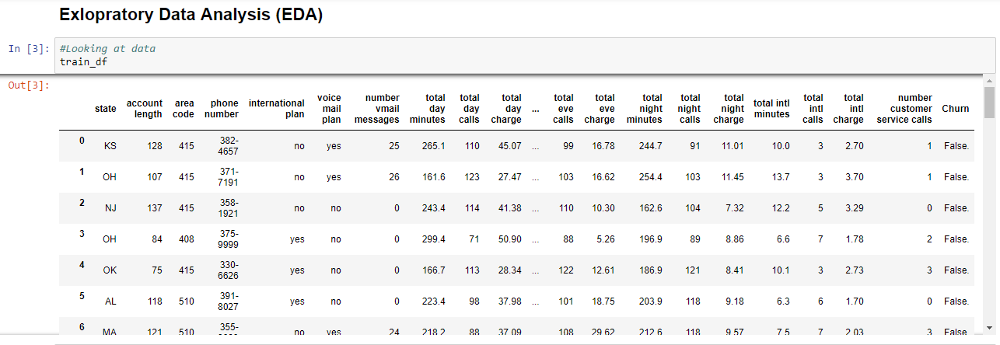 Exlopratory Data Analysis (EDA)
In [3]: #Looking at data
train_df
Out[3]:
state account length area code phone number international plan voice mail plan number vmail messages total day minutes total day calls total day charge ... total eve calls total eve charge total night minutes total night calls total night charge total intl minutes total intl calls total intl charge number customer service calls Churn
0 KS 128 415 382-4657 no yes 25 265.1 110 45.07 ... 99 16.78 244.7 91 11.01 10.0 3 2.70 1 False.
1 OH 107 415 371-7191 no yes 26 161.6 123 27.47 ... 103 16.62 254.4 103 11.45 13.7 3 3.70 1 False.
2 NJ 137 415 358-1921 no no 0 243.4 114 41.38 ... 110 10.30 162.6 104 7.32 12.2 5 3.29 0 False.
3 OH 84 408 375-9999 yes no 0 299.4 71 50.90 ... 88 5.26 196.9 89 8.86 6.6 7 1.78 2 False.
4 OK 75 415 330-6626 yes no 0 166.7 113 28.34 ... 122 12.61 186.9 121 8.41 10.1 3 2.73 3 False.
5 AL 118 510 391-8027 yes no 0 223.4 98 37.98 ... 101 18.75 203.9 118 9.18 6.3 6 1.70 0 False.
6 MA 121 510 355- no yes 24 218.2 88 37.09 ... 108 29.62 212.6 118 9.57 7.5 7 2.03 3 False.